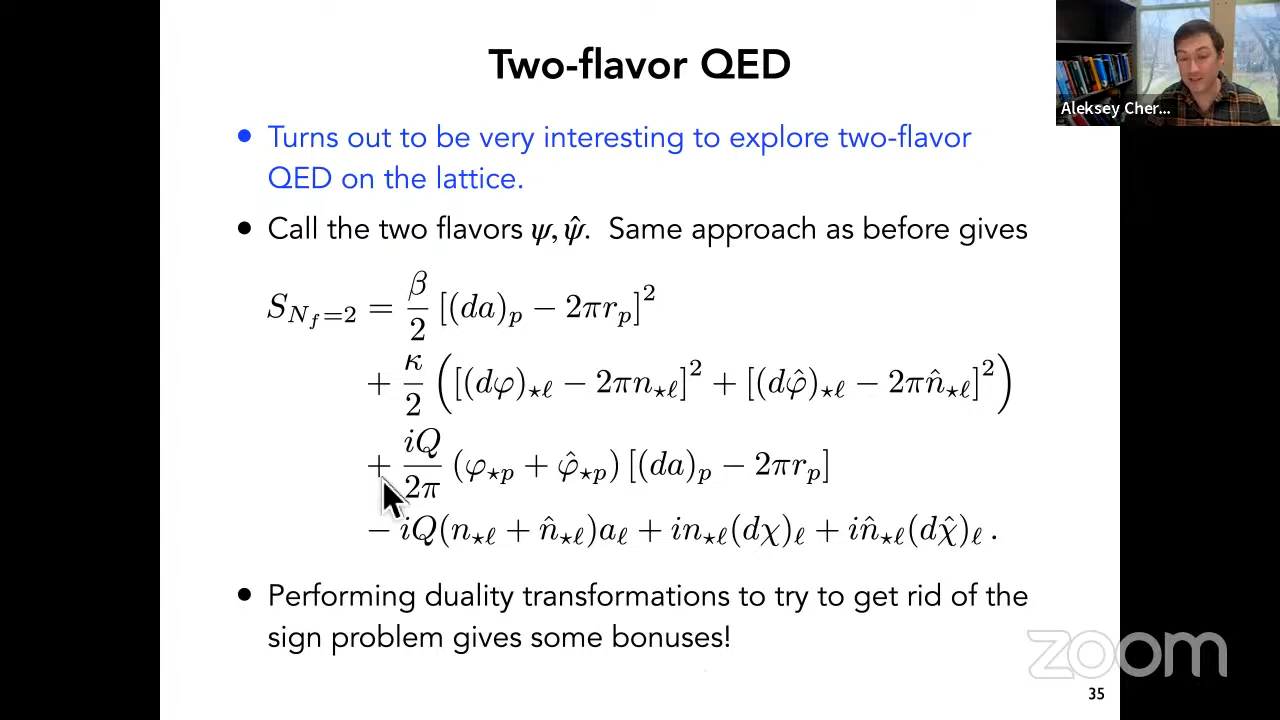 Two-flavor QED
Aleksey Cher...
• Turns out to be very interesting to explore two-flavor
QED on the lattice.
• Call the two flavors ψ, ψ̂. Same approach as before gives
S_{N_f=2} = β/2 [(da)_p − 2πr_p]²
+ κ/2 ([(dφ)_{⋆ℓ} − 2πn_{⋆ℓ}]² + [(dφ̂)_{⋆ℓ} − 2πn̂_{⋆ℓ}]²)
+ iQ/2π (φ_{⋆p} + φ̂_{⋆p}) [(da)_p − 2πr_p]
− iQ(n_{⋆ℓ} + n̂_{⋆ℓ})a_ℓ + in_{⋆ℓ}(dχ)_ℓ + in̂_{⋆ℓ}(dχ̂)_ℓ .
• Performing duality transformations to try to get rid of the
sign problem gives some bonuses!
zoom
35